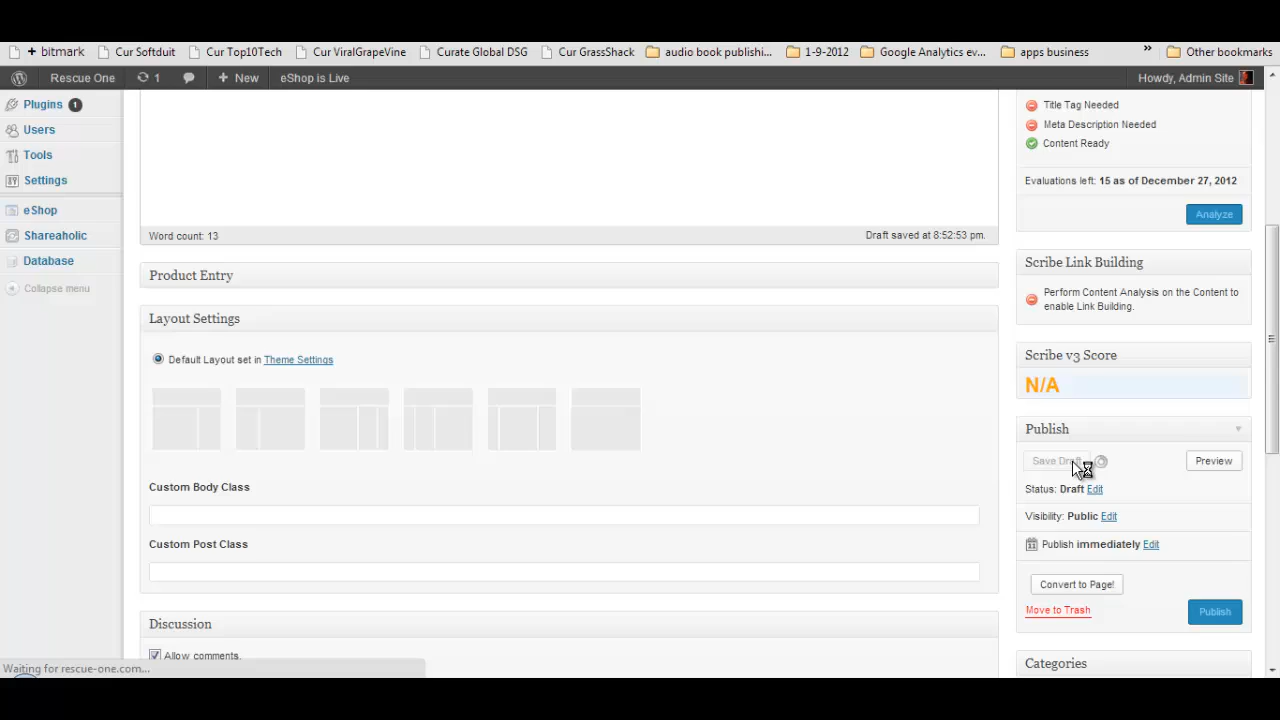 + bitmark Cur Softduit Cur Top10Tech Cur ViralGrapeVine Curate Global DSG Cur GrassShack audio book publishi... 1-9-2012 Google Analytics ev... apps business » Other bookmarks
Rescue One 1 + New eShop is Live Howdy, Admin Site
Plugins 1
Users
Tools
Settings
eShop
Shareaholic
Database
Collapse menu
Word count: 13 Draft saved at 8:52:53 pm.
Product Entry
Layout Settings
Default Layout set in Theme Settings
Custom Body Class
Custom Post Class
Discussion
Allow comments.
Title Tag Needed
Meta Description Needed
Content Ready
Evaluations left: 15 as of December 27, 2012
Analyze
Scribe Link Building
Perform Content Analysis on the Content to
enable Link Building.
Scribe v3 Score
N/A
Publish
Save Draft Preview
Status: Draft Edit
Visibility: Public Edit
Publish immediately Edit
Convert to Page!
Move to Trash Publish
Categories
Waiting for rescue-one.com...